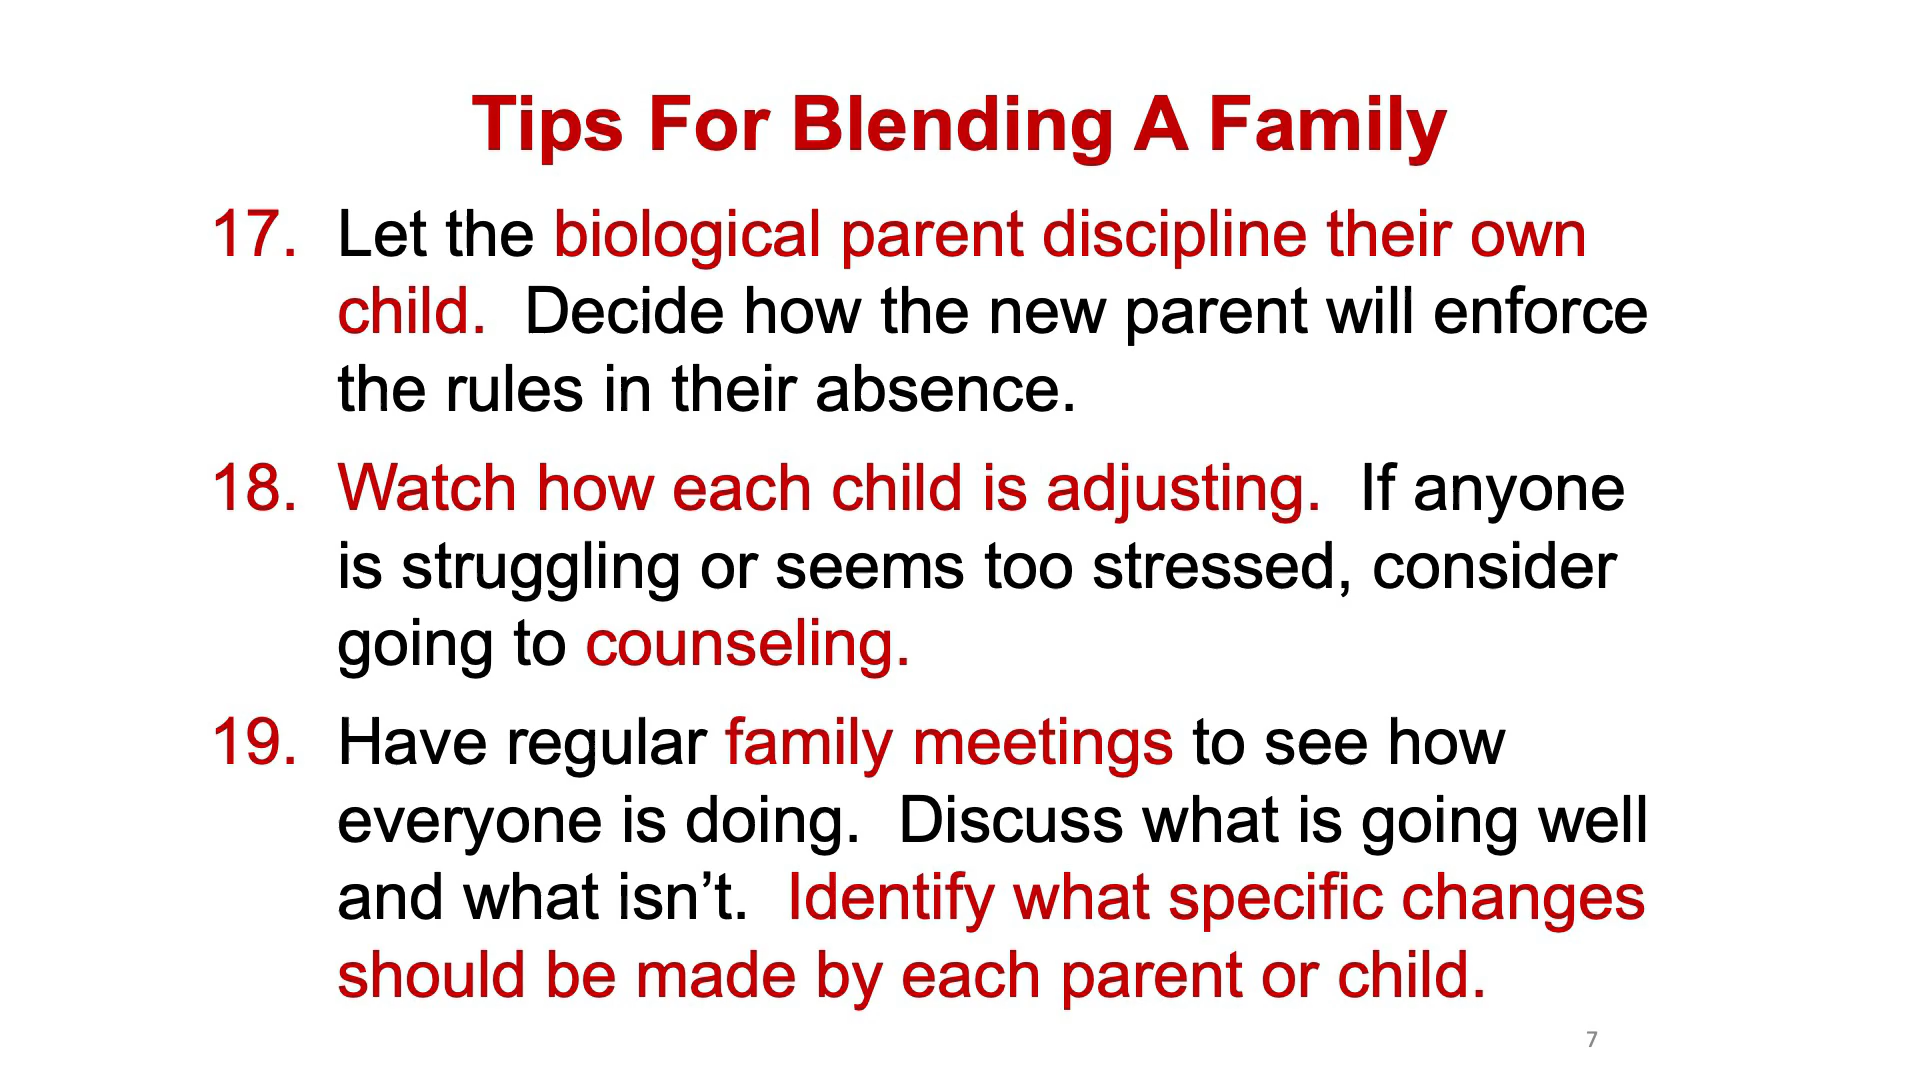 Tips For Blending A Family
17. Let the biological parent discipline their own
child. Decide how the new parent will enforce
the rules in their absence.
18. Watch how each child is adjusting. If anyone
is struggling or seems too stressed, consider
going to counseling.
19. Have regular family meetings to see how
everyone is doing. Discuss what is going well
and what isn’t. Identify what specific changes
should be made by each parent or child.
7